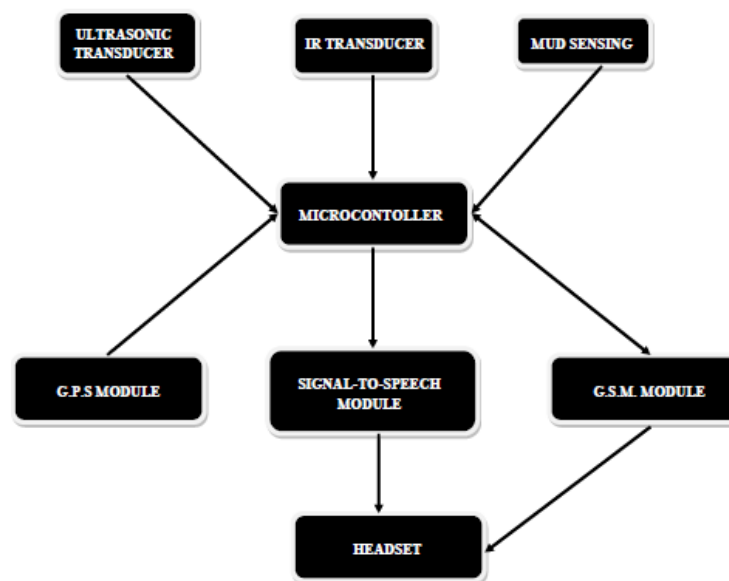 ULTRASONIC
TRANSDUCER
IR TRANSDUCER
MUD SENSING
MICROCONTOLLER
G.P.S MODULE
SIGNAL-TO-SPEECH
MODULE
G.S.M. MODULE
HEADSET